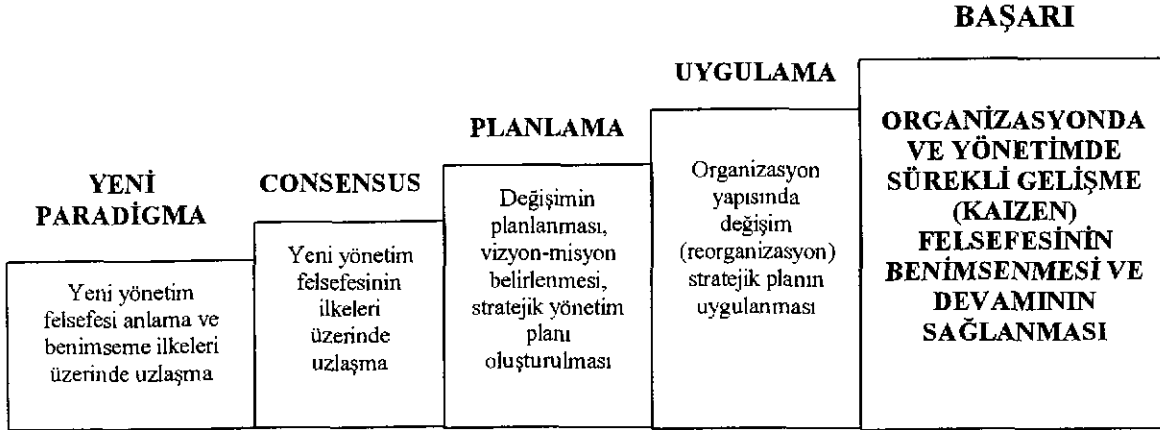 YENİ
PARADİGMA
Yeni yönetim
felsefesi anlama ve
benimseme ilkeleri
üzerinde uzlaşma
CONSENSUS
Yeni yönetim
felsefesinin
ilkeleri
üzerinde
uzlaşma
PLANLAMA
Değişimin
planlanması,
vizyon-misyon
belirlenmesi,
stratejik yönetim
planı
oluşturulması
UYGULAMA
Organizasyon
yapısında
değişim
(reorganizasyon)
stratejik planın
uygulanması
BAŞARI
ORGANİZASYONDA
VE YÖNETİMDE
SÜREKLİ GELİŞME
(KAIZEN)
FELSEFESİNİN
BENİMSENMESİ VE
DEVAMININ
SAĞLANMASI